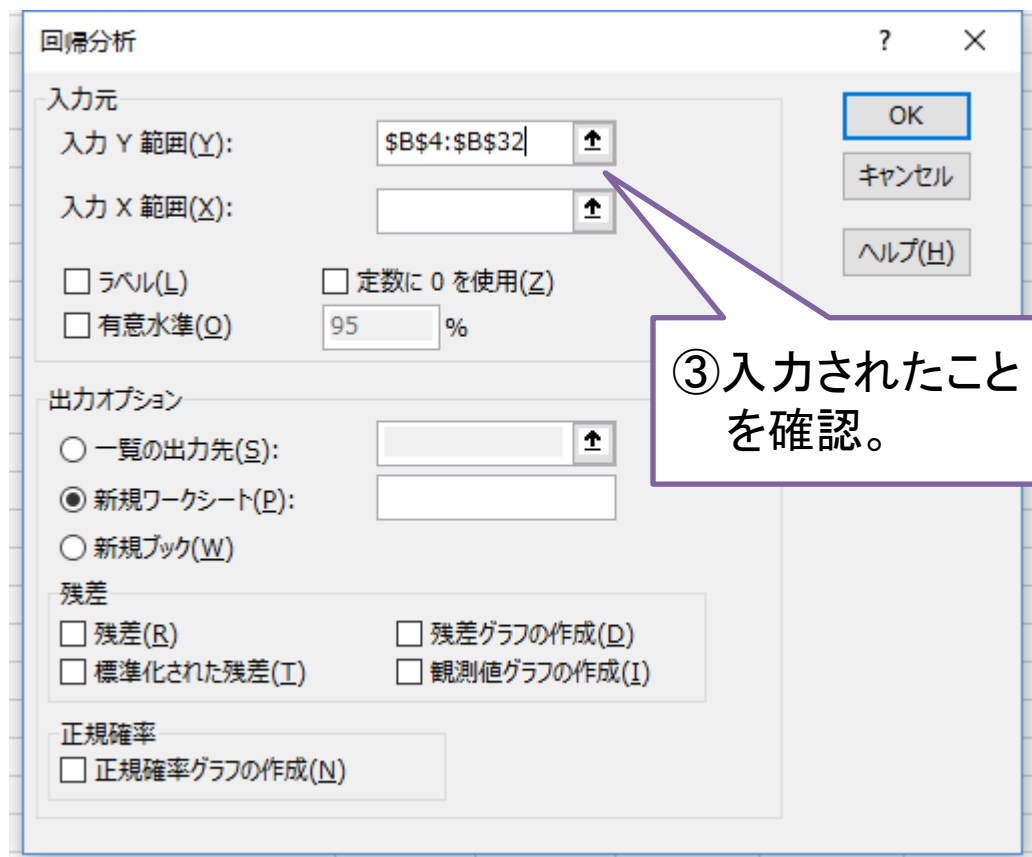 回帰分析 ? ×
入力元
入力 Y 範囲(Y): $B$4:$B$32
入力 X 範囲(X):
ラベル(L) 定数に 0 を使用(Z)
有意水準(O) 95 %
OK
キャンセル
ヘルプ(H)
③入力されたこと
を確認。
出力オプション
一覧の出力先(S):
新規ワークシート(P):
新規ブック(W)
残差
残差(R) 残差グラフの作成(D)
標準化された残差(T) 観測値グラフの作成(I)
正規確率
正規確率グラフの作成(N)